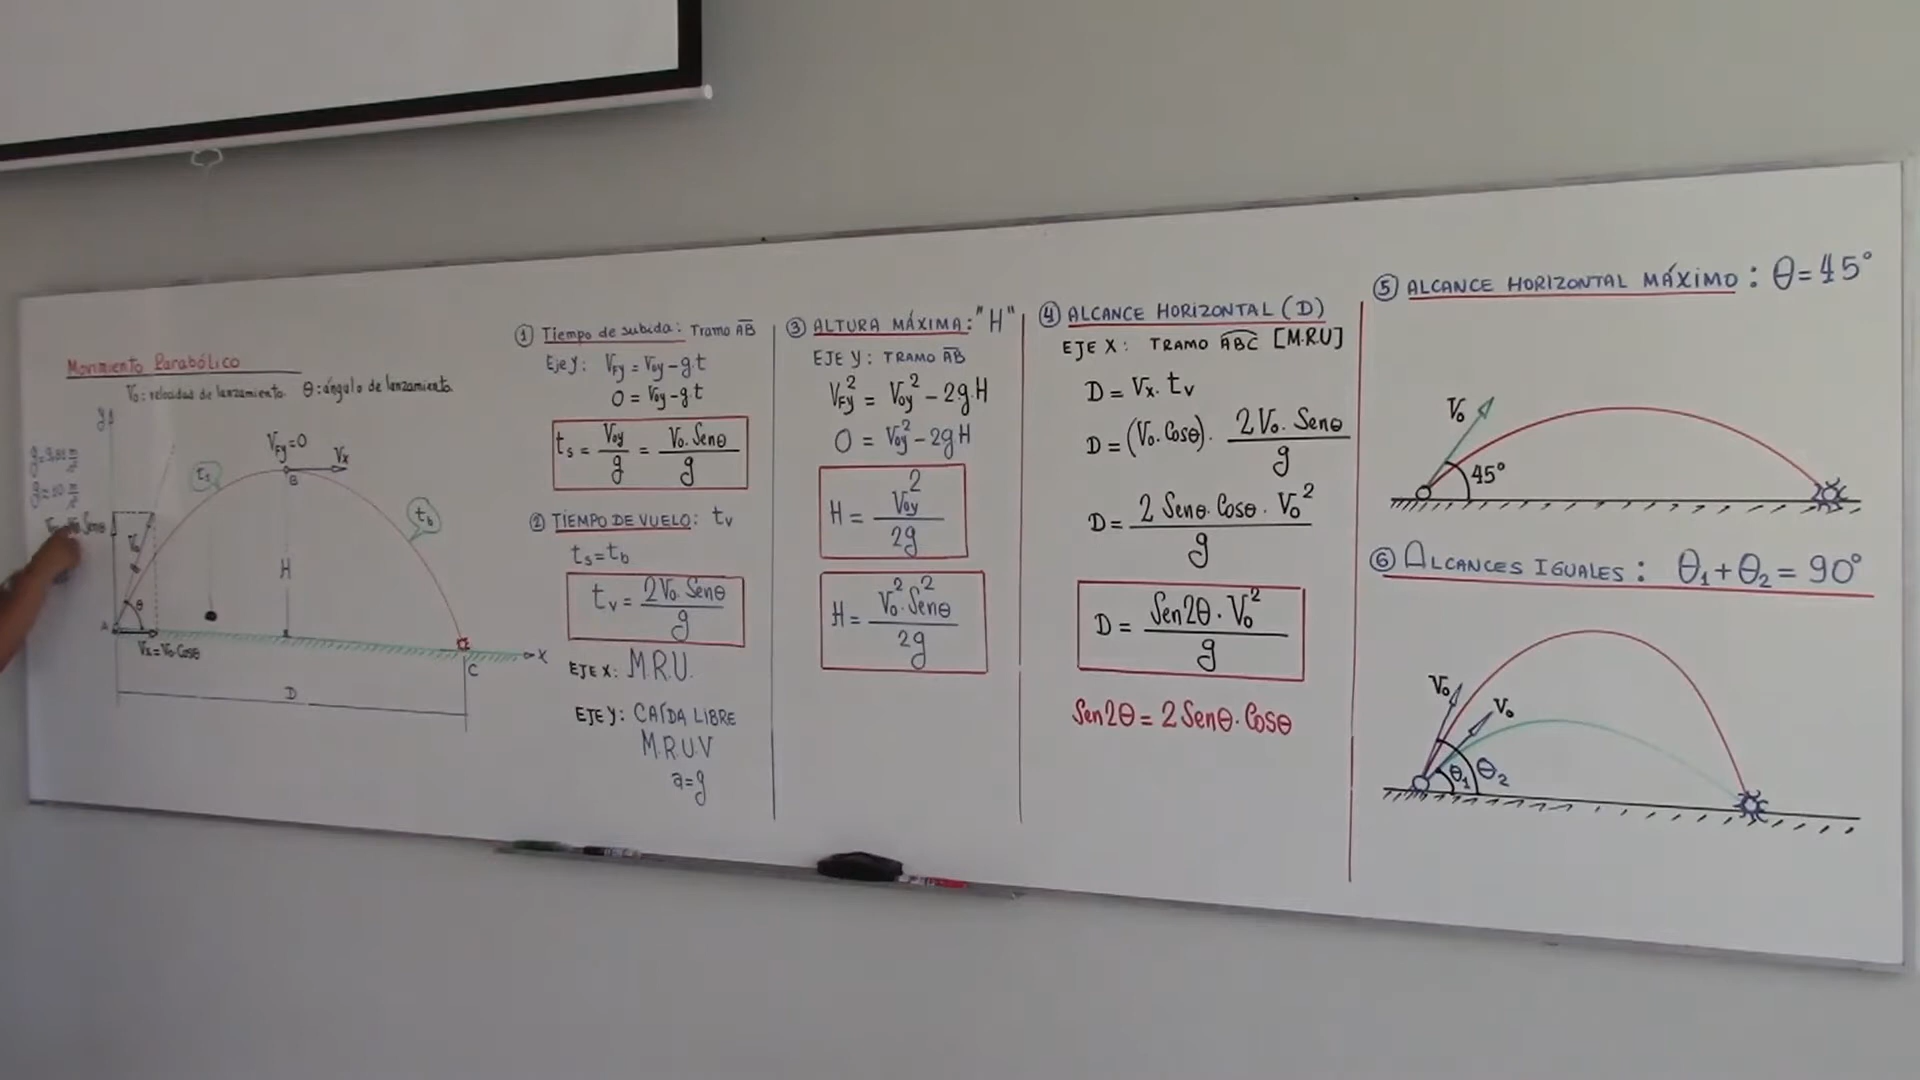 Movimiento Parabólico
V₀: velocidad de lanzamiento. θ: ángulo de lanzamiento.
y
g=9,81 m/s²
g=10 m/s²
Senθ
V₀
θ
A
Vx = V₀·Cosθ
ts
V_Fy = 0
Vx
B
H
tb
C
X
D
① Tiempo de subida: Tramo AB
Eje y: V_Fy = V₀y - g.t
0 = V₀y - g.t
ts = V₀y/g = V₀. Senθ/g
② TIEMPO DE VUELO: tv
ts = tb
tv = 2V₀. Senθ/g
EJE X: M.R.U.
EJE Y: CAÍDA LIBRE
M.R.U.V
a=g
③ ALTURA MÁXIMA: "H"
EJE Y: TRAMO AB
V_Fy² = V₀y² - 2g.H
0 = V₀y² - 2gH
H = V₀y²/2g
H = V₀². Sen²θ/2g
④ ALCANCE HORIZONTAL (D)
EJE X: TRAMO ABC [M.R.U]
D = Vx. tv
D = (V₀. Cosθ). 2V₀. Senθ/g
D = 2 Senθ. Cosθ. V₀²/g
D = Sen2θ. V₀²/g
Sen2θ = 2 Senθ. Cosθ
⑤ ALCANCE HORIZONTAL MÁXIMO: θ = 45°
V₀
45°
⑥ ALCANCES IGUALES: θ₁ + θ₂ = 90°
V₀
V₀
θ₁
θ₂